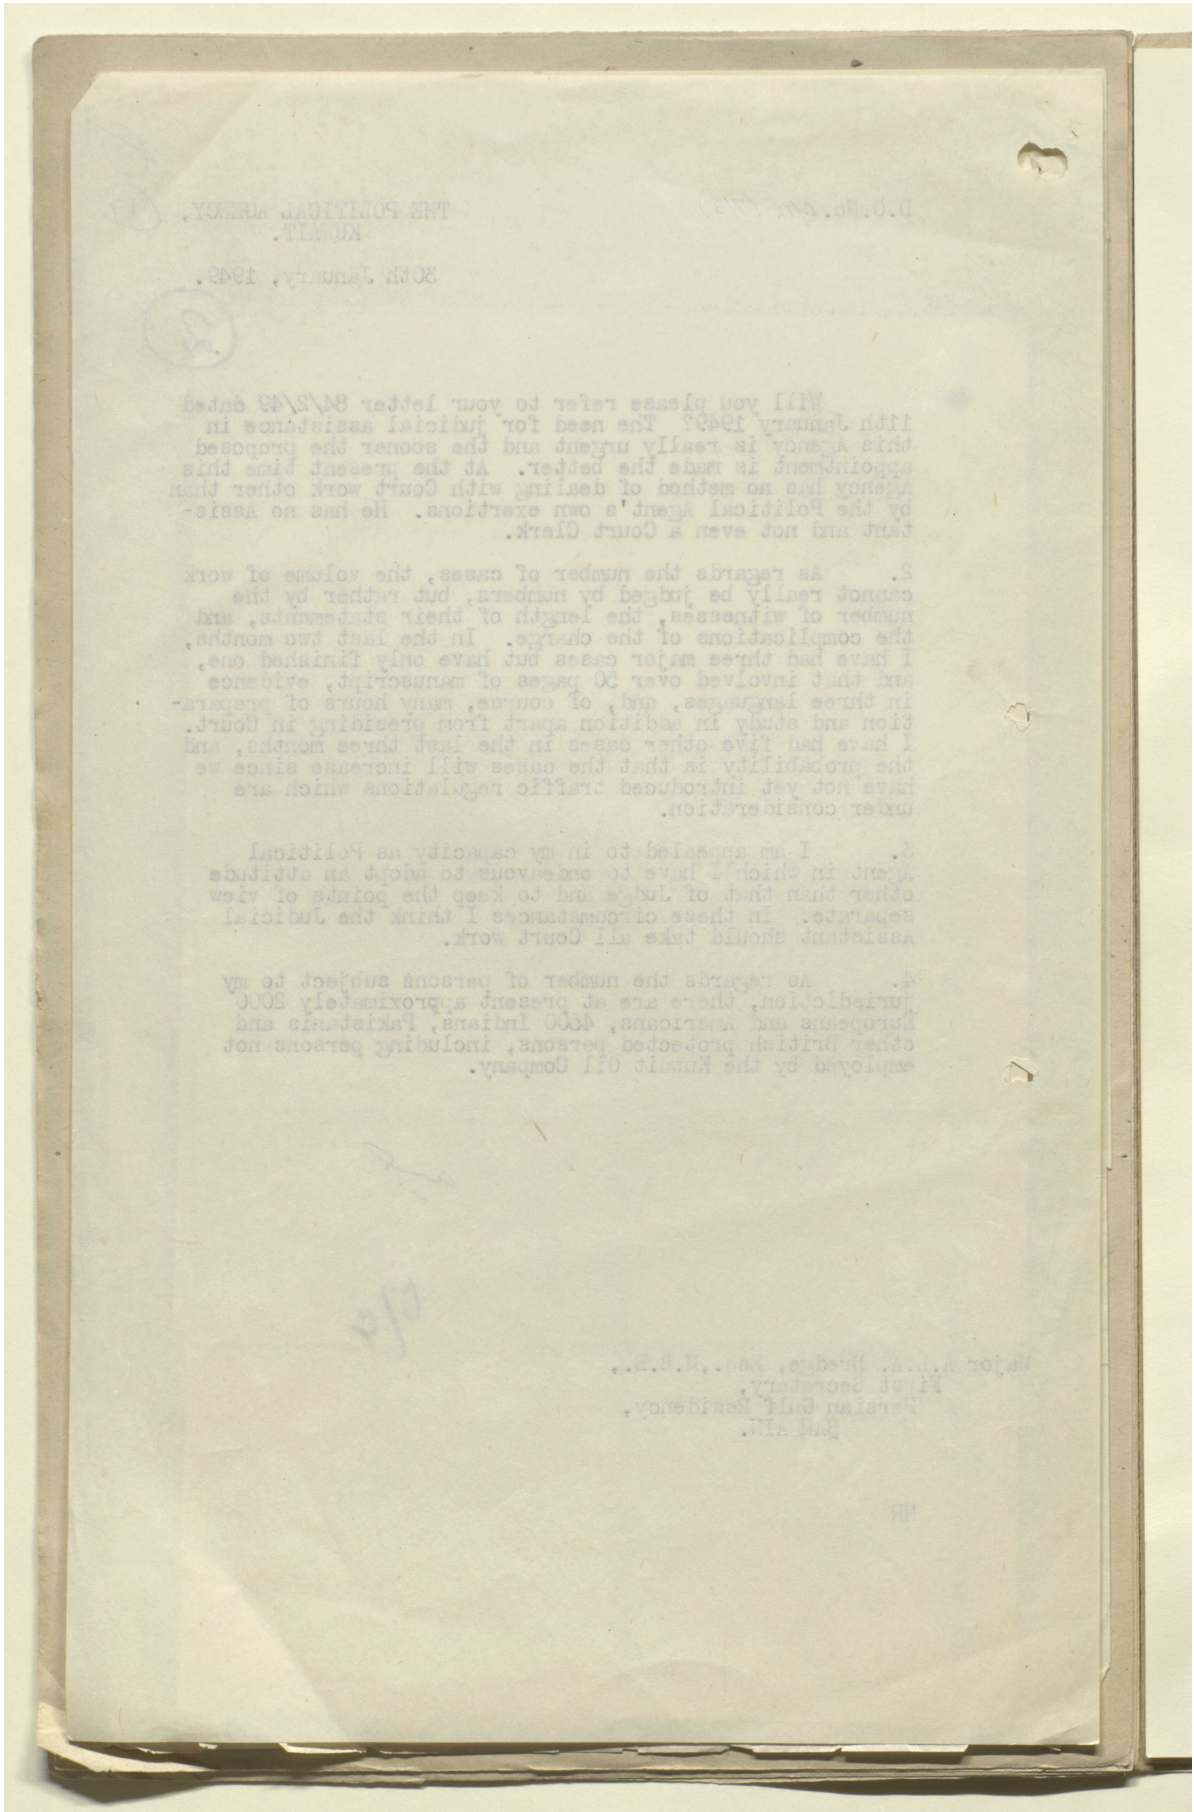 D.O.No.
THE POLITICAL AGENCY,
KUWAIT.
30th January, 1949.
Will you please refer to your letter 84/2/49 dated
11th January 1949? The need for judicial assistance in
this Agency is really urgent and the sooner the proposed
appointment is made the better. At the present time this
Agency has no method of dealing with Court work other than
by the Political Agent's own exertions. He has no Assis-
tant and not even a Court Clerk.
2. As regards the number of cases, the volume of work
cannot really be judged by numbers, but rather by the
number of witnesses, the length of their statements, and
the complications of the charge. In the last two months,
I have had three major cases but have only finished one,
and that involved over 50 pages of manuscript, evidence
in three languages, and, of course, many hours of prepara-
tion and study in addition apart from presiding in Court.
I have had five other cases in the last three months, and
the probability is that the cases will increase since we
have not yet introduced traffic regulations which are
under consideration.
3. I am appealed to in my capacity as Political
Agent in which I have to endeavour to adopt an attitude
other than that of Judge and to keep the points of view
separate. In these circumstances I think the Judicial
Assistant should take all Court work.
4. As regards the number of persons subject to my
jurisdiction, there are at present approximately 2000
Europeans and Americans, 4000 Indians, Pakistanis and
other British protected persons, including persons not
employed by the Kuwait Oil Company.
Major A.L.A. Dredge, Esq.,M.B.E.,
First Secretary,
Persian Gulf Residency,
BAHRAIN.
MR